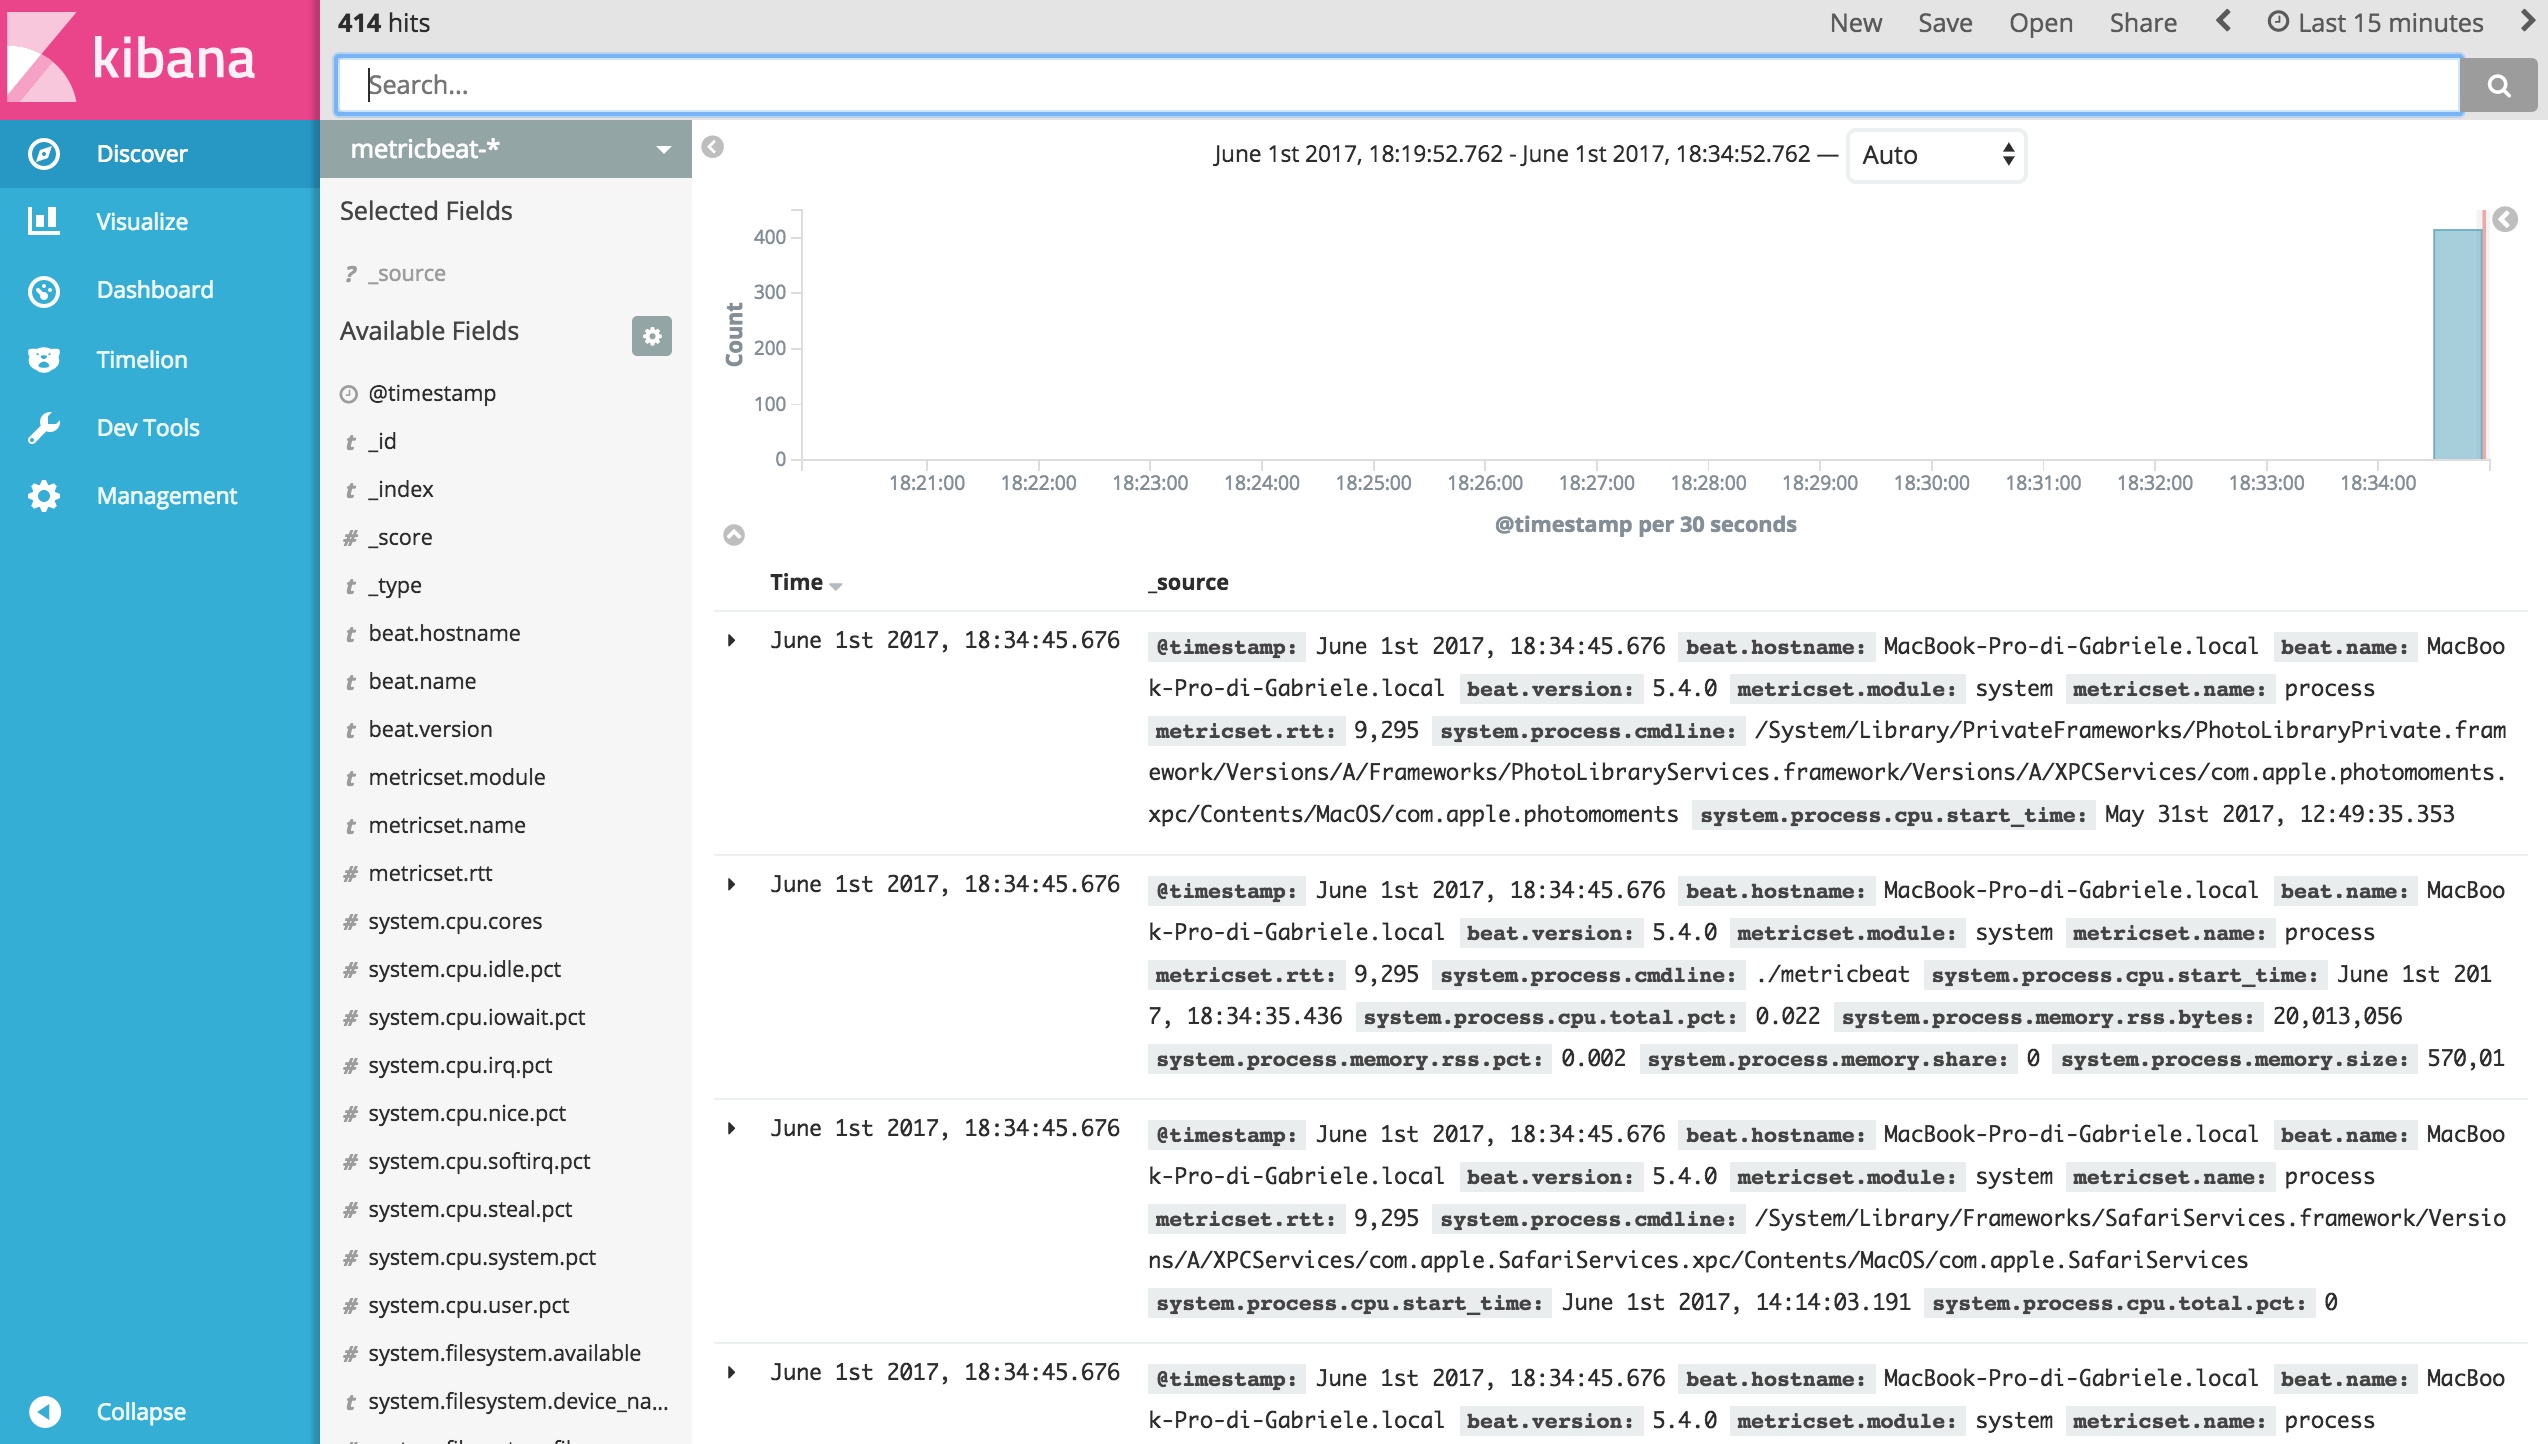 kibana
Discover
Visualize
Dashboard
Timelion
Dev Tools
Management
Collapse
414 hits
New Save Open Share Last 15 minutes
Search...
metricbeat-*
Selected Fields
? _source
Available Fields
@timestamp
t _id
t _index
# _score
t _type
t beat.hostname
t beat.name
t beat.version
t metricset.module
t metricset.name
# metricset.rtt
# system.cpu.cores
# system.cpu.idle.pct
# system.cpu.iowait.pct
# system.cpu.irq.pct
# system.cpu.nice.pct
# system.cpu.softirq.pct
# system.cpu.steal.pct
# system.cpu.system.pct
# system.cpu.user.pct
# system.filesystem.available
t system.filesystem.device_na...
June 1st 2017, 18:19:52.762 - June 1st 2017, 18:34:52.762 — Auto
Count
400
300
200
100
0
18:21:00 18:22:00 18:23:00 18:24:00 18:25:00 18:26:00 18:27:00 18:28:00 18:29:00 18:30:00 18:31:00 18:32:00 18:33:00 18:34:00
@timestamp per 30 seconds
Time _source
June 1st 2017, 18:34:45.676 @timestamp: June 1st 2017, 18:34:45.676 beat.hostname: MacBook-Pro-di-Gabriele.local beat.name: MacBoo
k-Pro-di-Gabriele.local beat.version: 5.4.0 metricset.module: system metricset.name: process
metricset.rtt: 9,295 system.process.cmdline: /System/Library/PrivateFrameworks/PhotoLibraryPrivate.fram
ework/Versions/A/Frameworks/PhotoLibraryServices.framework/Versions/A/XPCServices/com.apple.photomoments.
xpc/Contents/MacOS/com.apple.photomoments system.process.cpu.start_time: May 31st 2017, 12:49:35.353
June 1st 2017, 18:34:45.676 @timestamp: June 1st 2017, 18:34:45.676 beat.hostname: MacBook-Pro-di-Gabriele.local beat.name: MacBoo
k-Pro-di-Gabriele.local beat.version: 5.4.0 metricset.module: system metricset.name: process
metricset.rtt: 9,295 system.process.cmdline: ./metricbeat system.process.cpu.start_time: June 1st 201
7, 18:34:35.436 system.process.cpu.total.pct: 0.022 system.process.memory.rss.bytes: 20,013,056
system.process.memory.rss.pct: 0.002 system.process.memory.share: 0 system.process.memory.size: 570,01
June 1st 2017, 18:34:45.676 @timestamp: June 1st 2017, 18:34:45.676 beat.hostname: MacBook-Pro-di-Gabriele.local beat.name: MacBoo
k-Pro-di-Gabriele.local beat.version: 5.4.0 metricset.module: system metricset.name: process
metricset.rtt: 9,295 system.process.cmdline: /System/Library/Frameworks/SafariServices.framework/Versio
ns/A/XPCServices/com.apple.SafariServices.xpc/Contents/MacOS/com.apple.SafariServices
system.process.cpu.start_time: June 1st 2017, 14:14:03.191 system.process.cpu.total.pct: 0
June 1st 2017, 18:34:45.676 @timestamp: June 1st 2017, 18:34:45.676 beat.hostname: MacBook-Pro-di-Gabriele.local beat.name: MacBoo
k-Pro-di-Gabriele.local beat.version: 5.4.0 metricset.module: system metricset.name: process